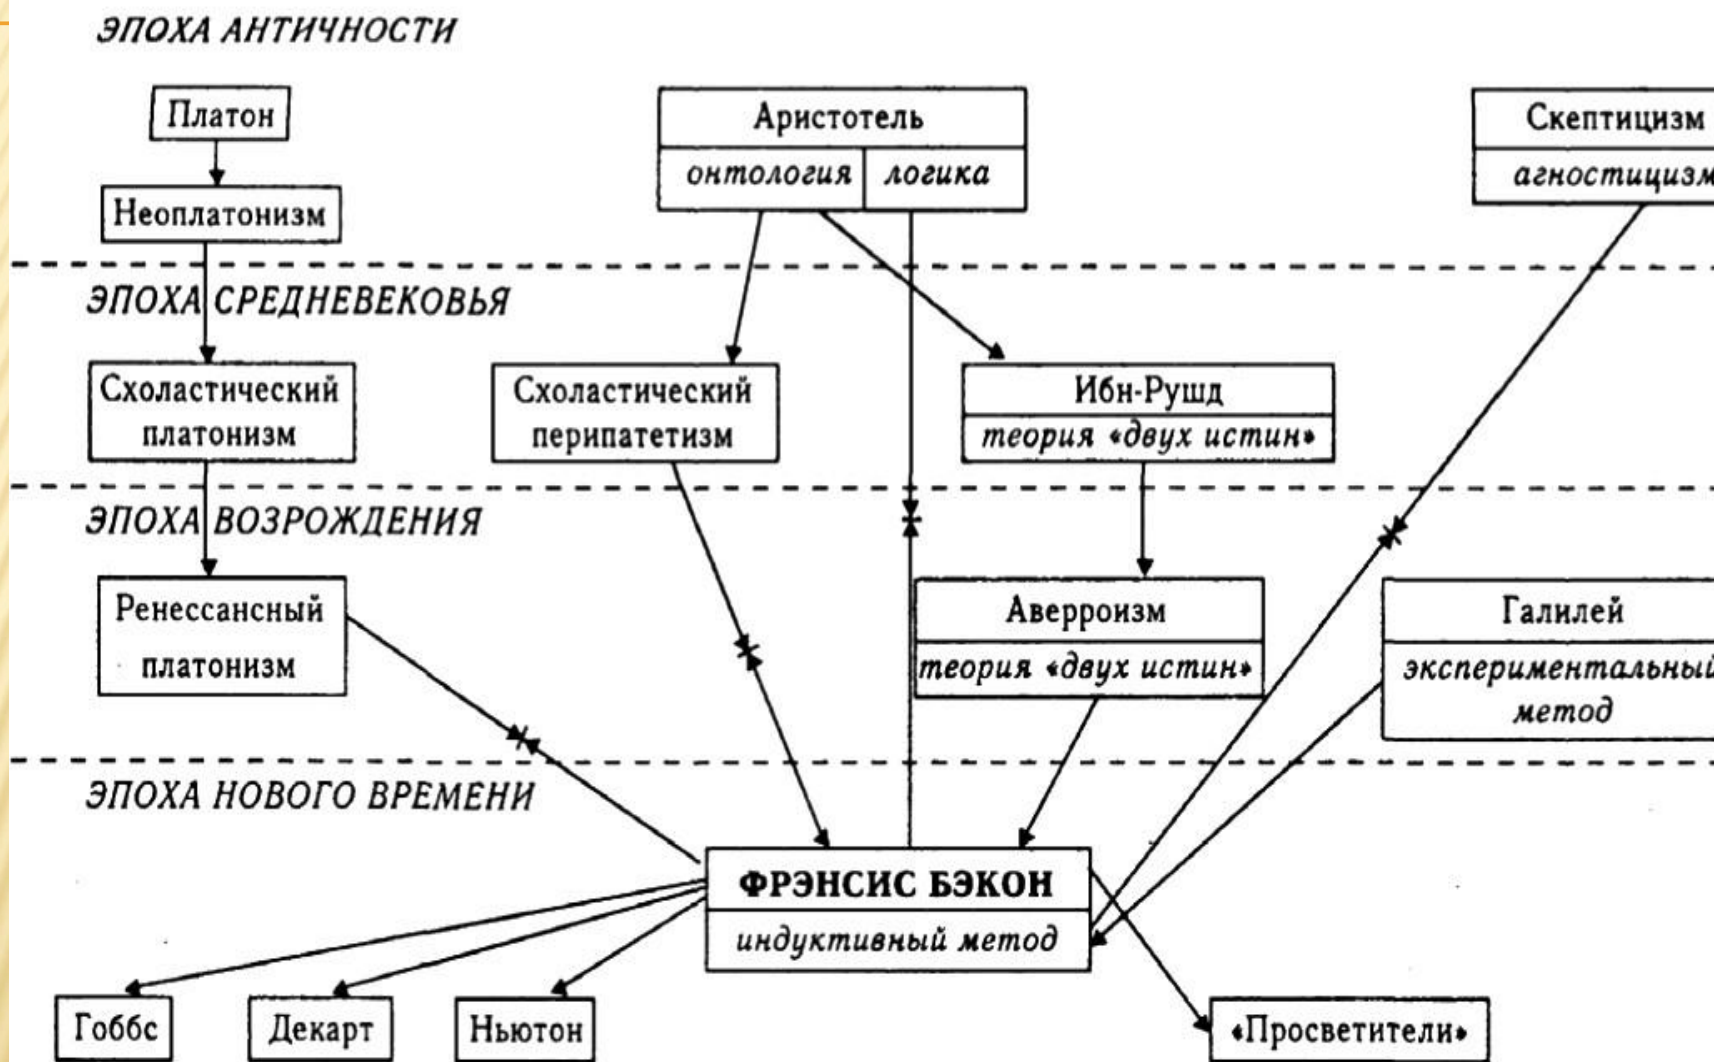 ЭПОХА АНТИЧНОСТИ
Платон
Аристотель
Скептицизм
онтология логика
агностицизм
Неоплатонизм
ЭПОХА СРЕДНЕВЕКОВЬЯ
Схоластический
платонизм
Схоластический
перипатетизм
Ибн-Рушд
теория «двух истин»
ЭПОХА ВОЗРОЖДЕНИЯ
Ренессансный
платонизм
Аверроизм
теория «двух истин»
Галилей
экспериментальный
метод
ЭПОХА НОВОГО ВРЕМЕНИ
ФРЭНСИС БЭКОН
индуктивный метод
Гоббс
Декарт
Ньютон
«Просветители»